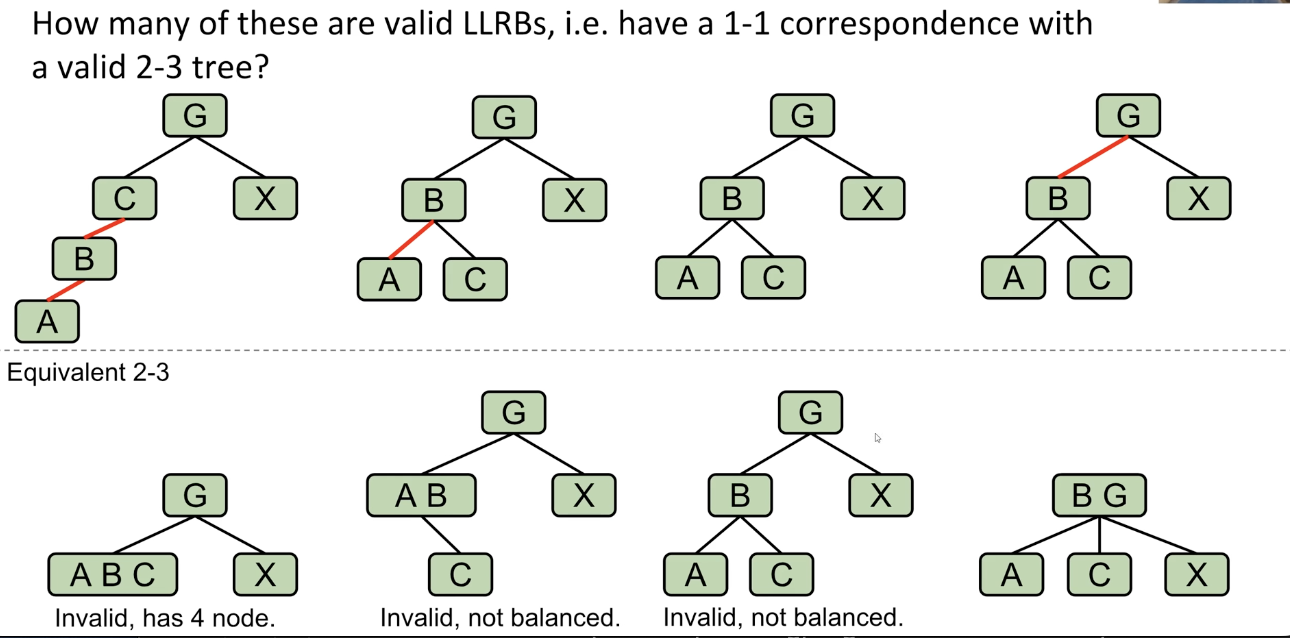 How many of these are valid LLRBs, i.e. have a 1-1 correspondence with
a valid 2-3 tree?
G G G G
C X B X B X B X
B
A C A C A C
A
Equivalent 2-3
G G
G A B X B X B G
A B C X C A C A C X
Invalid, has 4 node. Invalid, not balanced. Invalid, not balanced.